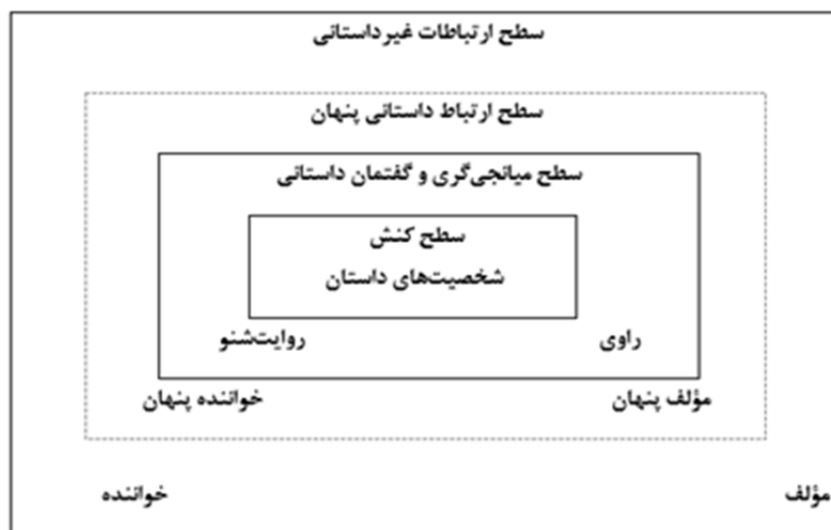 سطح ارتباطات غیرداستانی
سطح ارتباط داستانی پنهان
سطح میانجی‌گری و گفتمان داستانی
سطح کنش
شخصیت‌های داستان
راوی
روایت‌شنو
مؤلف پنهان
خواننده پنهان
مؤلف
خواننده